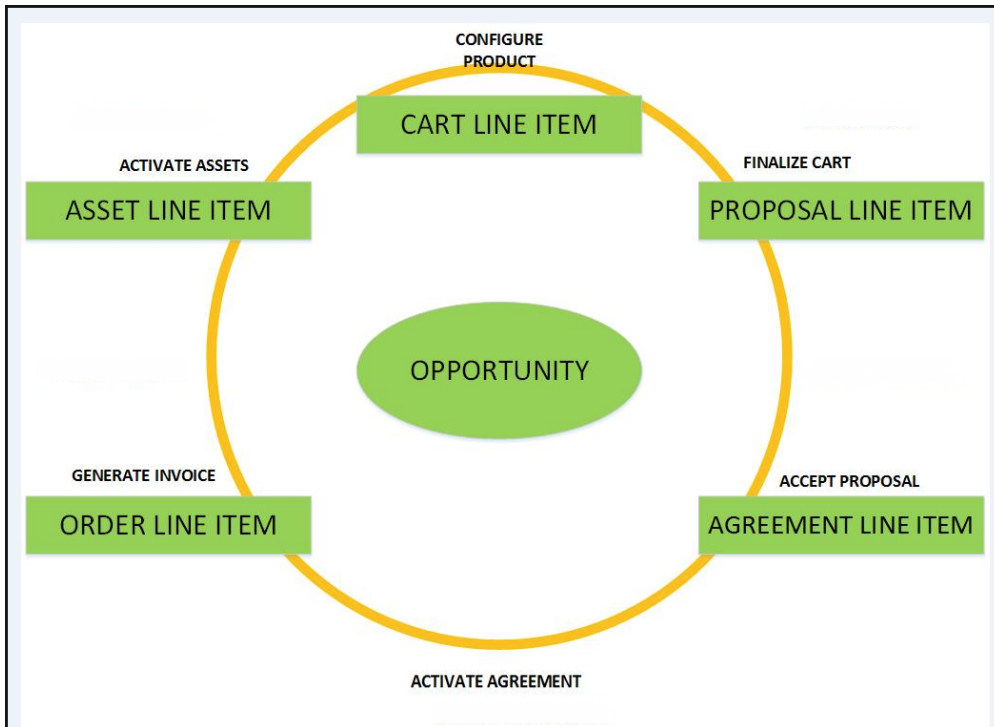 CONFIGURE
PRODUCT
CART LINE ITEM
ACTIVATE ASSETS
FINALIZE CART
ASSET LINE ITEM
PROPOSAL LINE ITEM
OPPORTUNITY
GENERATE INVOICE
ACCEPT PROPOSAL
ORDER LINE ITEM
AGREEMENT LINE ITEM
ACTIVATE AGREEMENT